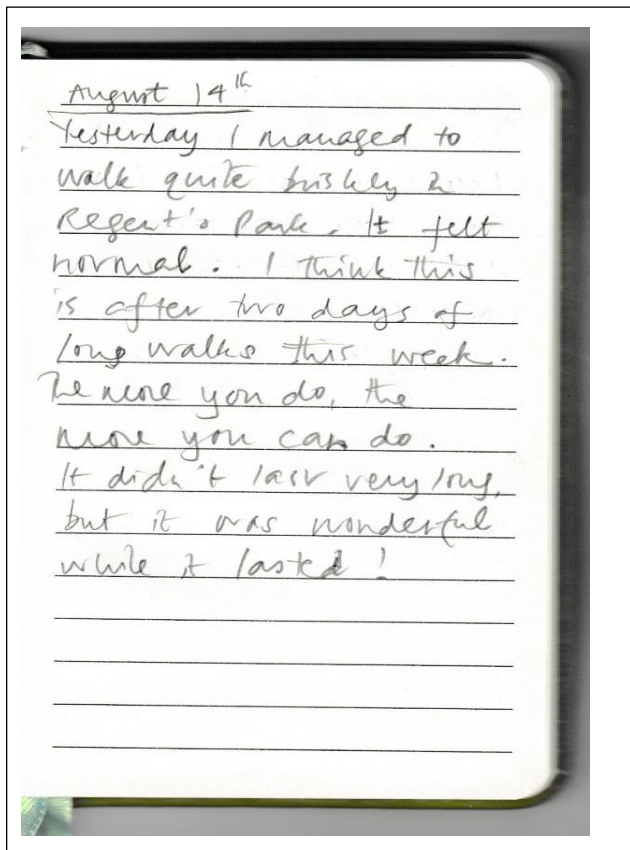 August 14th
Yesterday I managed to
walk quite briskly in
Regent's Park. It felt
normal. I think this
is after two days of
long walks this week.
The more you do, the
more you can do.
It didn't last very long,
but it was wonderful
while it lasted!